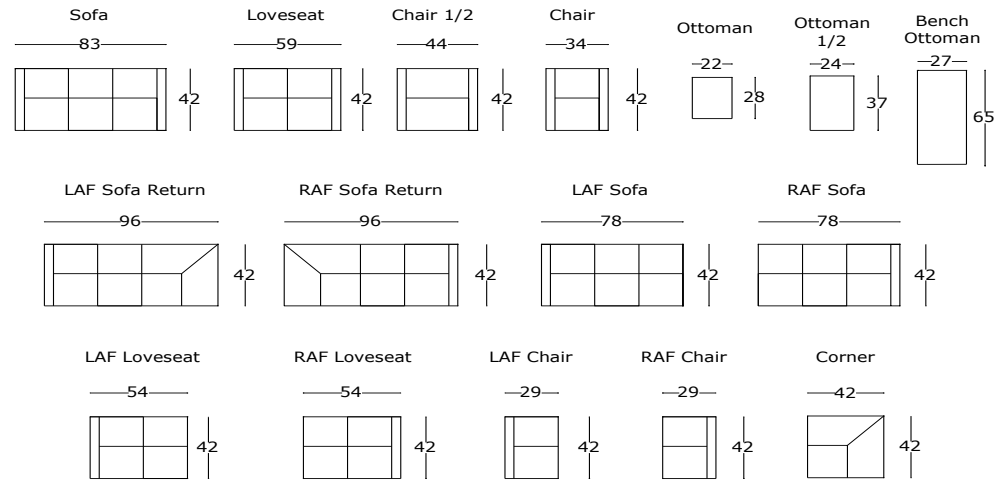 Sofa
83
42
Loveseat
59
42
Chair 1/2
44
42
Chair
34
42
Ottoman
22
28
Ottoman
1/2
24
37
Bench
Ottoman
27
65
LAF Sofa Return
96
42
RAF Sofa Return
96
42
LAF Sofa
78
42
RAF Sofa
78
42
LAF Loveseat
54
42
RAF Loveseat
54
42
LAF Chair
29
42
RAF Chair
29
42
Corner
42
42